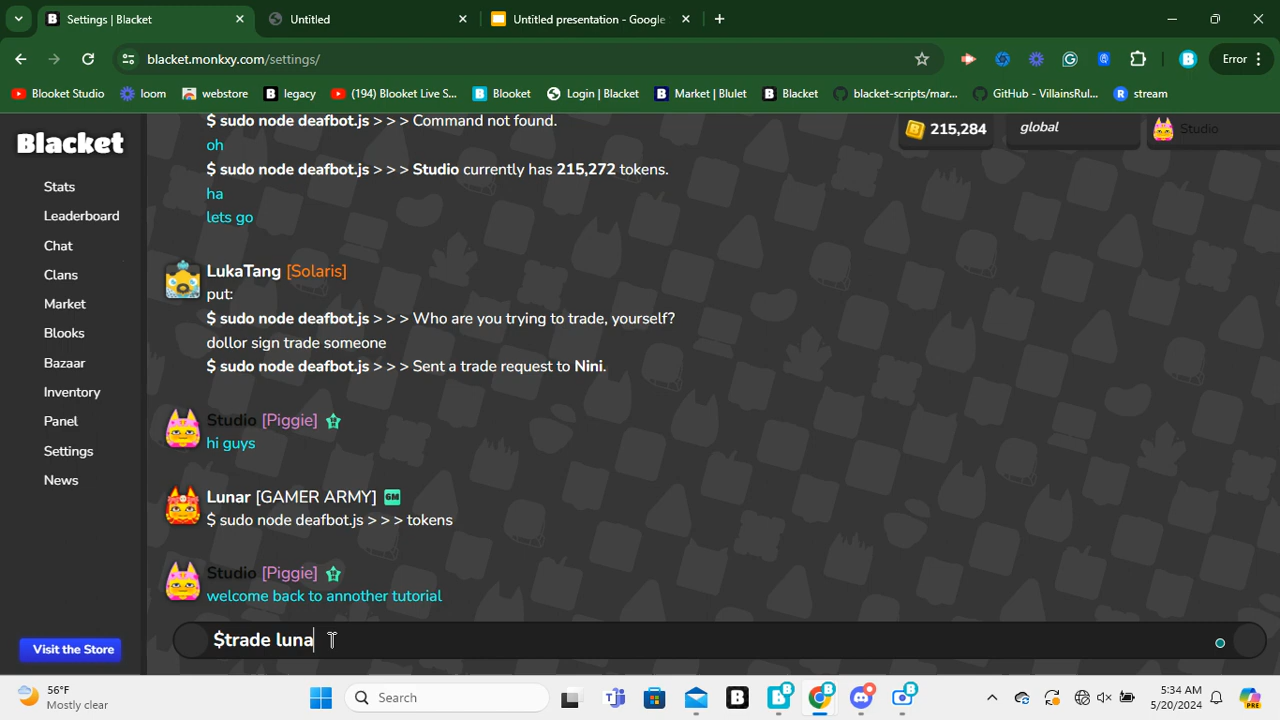 Settings | Blacket
Untitled
Untitled presentation - Google
blacket.monkxy.com/settings/
Error
Blooket Studio
loom
webstore
legacy
(194) Blooket Live S...
Blooket
Login | Blacket
Market | Blulet
Blacket
blacket-scripts/mar...
GitHub - VillainsRul...
stream
Blacket
Stats
Leaderboard
Chat
Clans
Market
Blooks
Bazaar
Inventory
Panel
Settings
News
Visit the Store
215,284
global
Studio
$ sudo node deafbot.js > > > Command not found.
oh
$ sudo node deafbot.js > > > Studio currently has 215,272 tokens.
ha
lets go
LukaTang [Solaris]
put:
$ sudo node deafbot.js > > > Who are you trying to trade, yourself?
dollor sign trade someone
$ sudo node deafbot.js > > > Sent a trade request to Nini.
Studio [Piggie]
hi guys
Lunar [GAMER ARMY] GM
$ sudo node deafbot.js > > > tokens
Studio [Piggie]
welcome back to annother tutorial
$trade luna
56°F
Mostly clear
Search
5:34 AM
5/20/2024
PRE